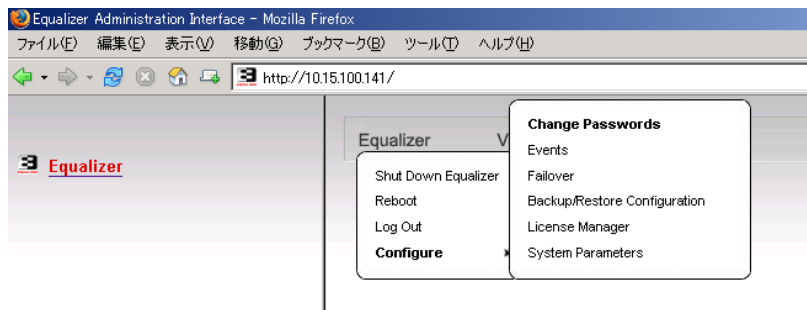 Equalizer Administration Interface - Mozilla Firefox
ファイル(F) 編集(E) 表示(V) 移動(G) ブックマーク(B) ツール(T) ヘルプ(H)
http://10.15.100.141/
Equalizer
Equalizer V
Shut Down Equalizer
Reboot
Log Out
Configure
Change Passwords
Events
Failover
Backup/Restore Configuration
License Manager
System Parameters